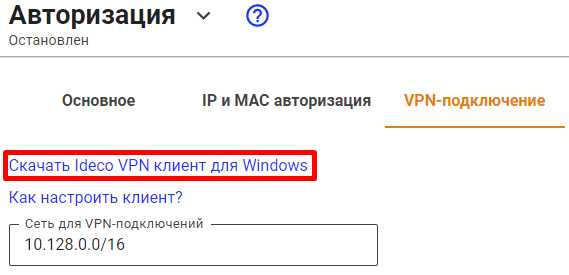 Авторизация
Остановлен
Основное
IP и MAC авторизация
VPN-подключение
Скачать Ideco VPN клиент для Windows
Как настроить клиент?
Сеть для VPN-подключений
10.128.0.0/16